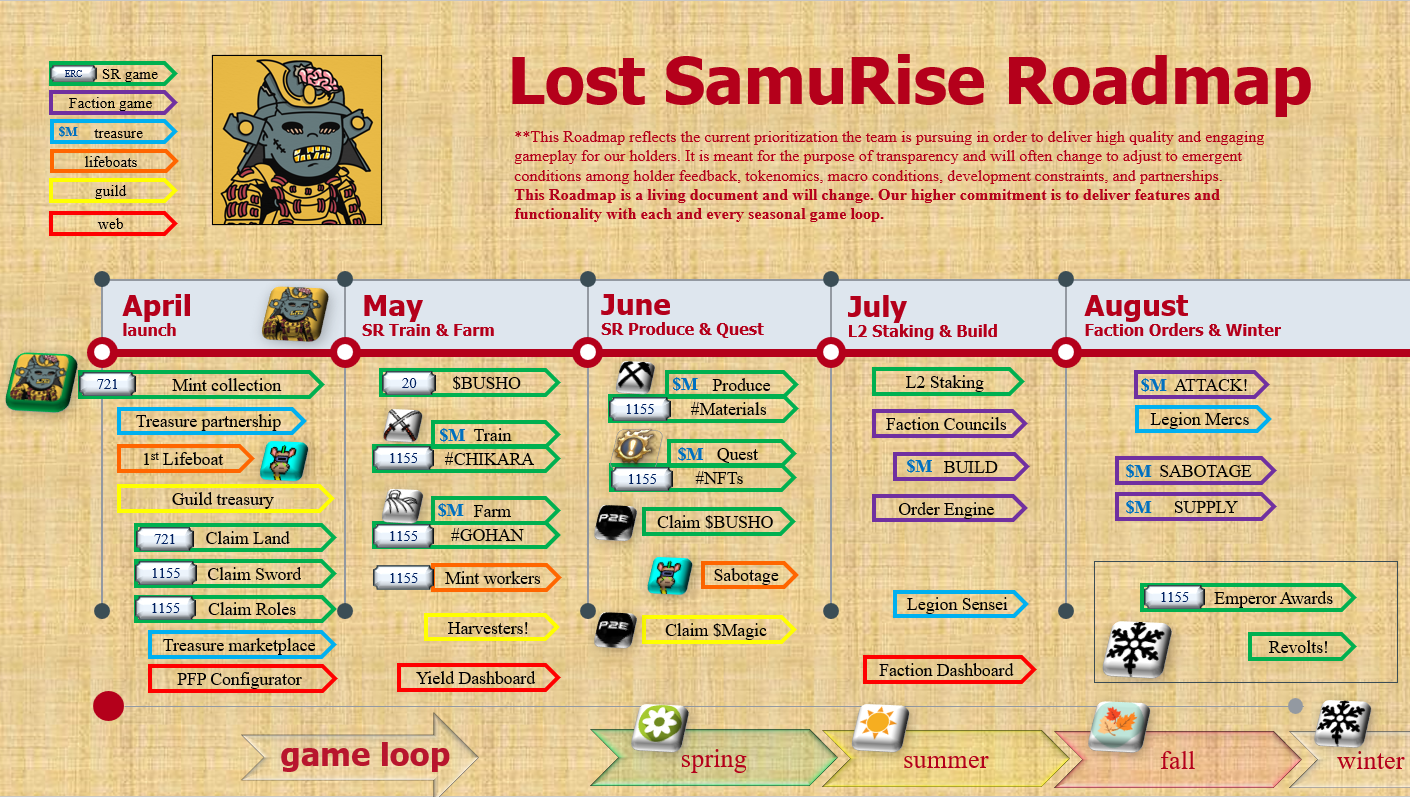 Lost SamuRise Roadmap
ERC SR game
Faction game
$M treasure
lifeboats
guild
web
**This Roadmap reflects the current prioritization the team is pursuing in order to deliver high quality and engaging
gameplay for our holders. It is meant for the purpose of transparency and will often change to adjust to emergent
conditions among holder feedback, tokenomics, macro conditions, development constraints, and partnerships.
This Roadmap is a living document and will change. Our higher commitment is to deliver features and
functionality with each and every seasonal game loop.
April
launch
721 Mint collection
Treasure partnership
1st Lifeboat
Guild treasury
721 Claim Land
1155 Claim Sword
1155 Claim Roles
Treasure marketplace
PFP Configurator
May
SR Train & Farm
20 $BUSHO
$M Train
1155 #CHIKARA
$M Farm
1155 #GOHAN
1155 Mint workers
Harvesters!
Yield Dashboard
June
SR Produce & Quest
$M Produce
1155 #Materials
$M Quest
1155 #NFTs
P2E Claim $BUSHO
Sabotage
P2E Claim $Magic
July
L2 Staking & Build
L2 Staking
Faction Councils
$M BUILD
Order Engine
Legion Sensei
Faction Dashboard
August
Faction Orders & Winter
$M ATTACK!
Legion Mercs
$M SABOTAGE
$M SUPPLY
1155 Emperor Awards
Revolts!
game loop
spring
summer
fall
winter